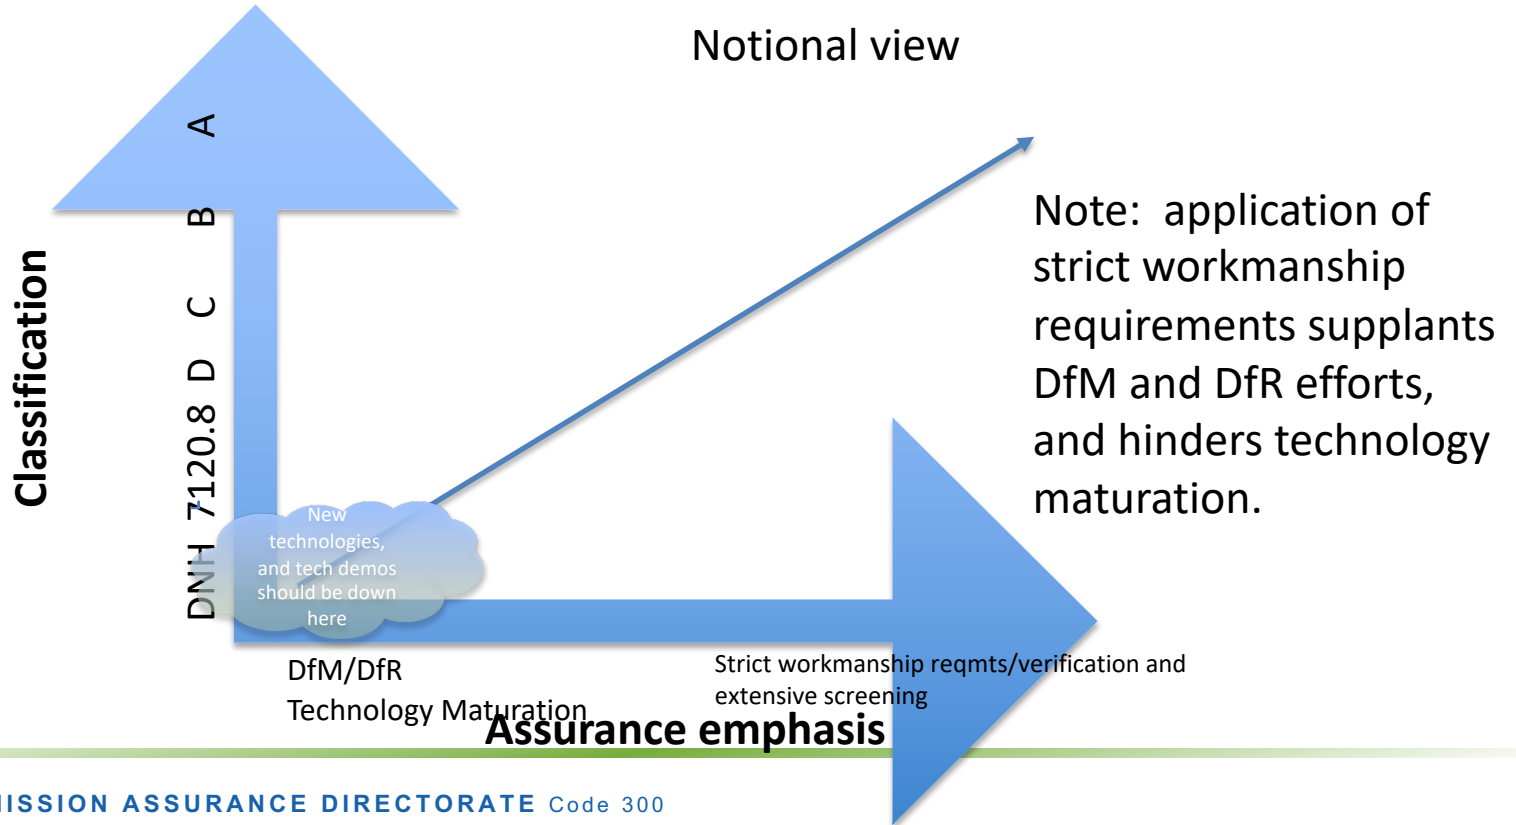 Notional view
Classification
DNH 7120.8 D C B A
Note: application of
strict workmanship
requirements supplants
DfM and DfR efforts,
and hinders technology
maturation.
New
technologies,
and tech demos
should be down
here
DfM/DfR
Technology Maturation
Strict workmanship reqmts/verification and
extensive screening
Assurance emphasis
MISSION ASSURANCE DIRECTORATE Code 300